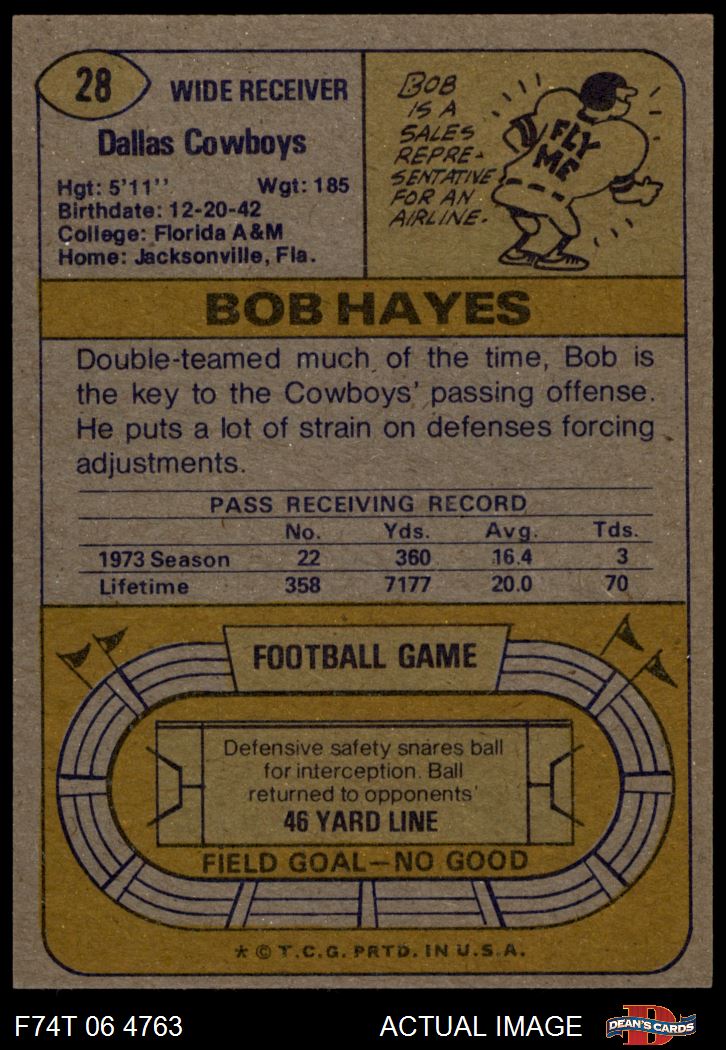 28
WIDE RECEIVER
Dallas Cowboys
Hgt: 5'11'' Wgt: 185
Birthdate: 12-20-42
College: Florida A&M
Home: Jacksonville, Fla.
BOB
IS A
SALES
REPRE-
SENTATIVE
FOR AN
AIRLINE.
FLY
ME
BOB HAYES
Double-teamed much of the time, Bob is
the key to the Cowboys' passing offense.
He puts a lot of strain on defenses forcing
adjustments.
PASS RECEIVING RECORD
No. Yds. Avg. Tds.
1973 Season 22 360 16.4 3
Lifetime 358 7177 20.0 70
FOOTBALL GAME
Defensive safety snares ball
for interception. Ball
returned to opponents'
46 YARD LINE
FIELD GOAL—NO GOOD
* © T.C.G. PRTD. IN U.S.A.
F74T 06 4763 ACTUAL IMAGE
D
DEAN'S CARDS